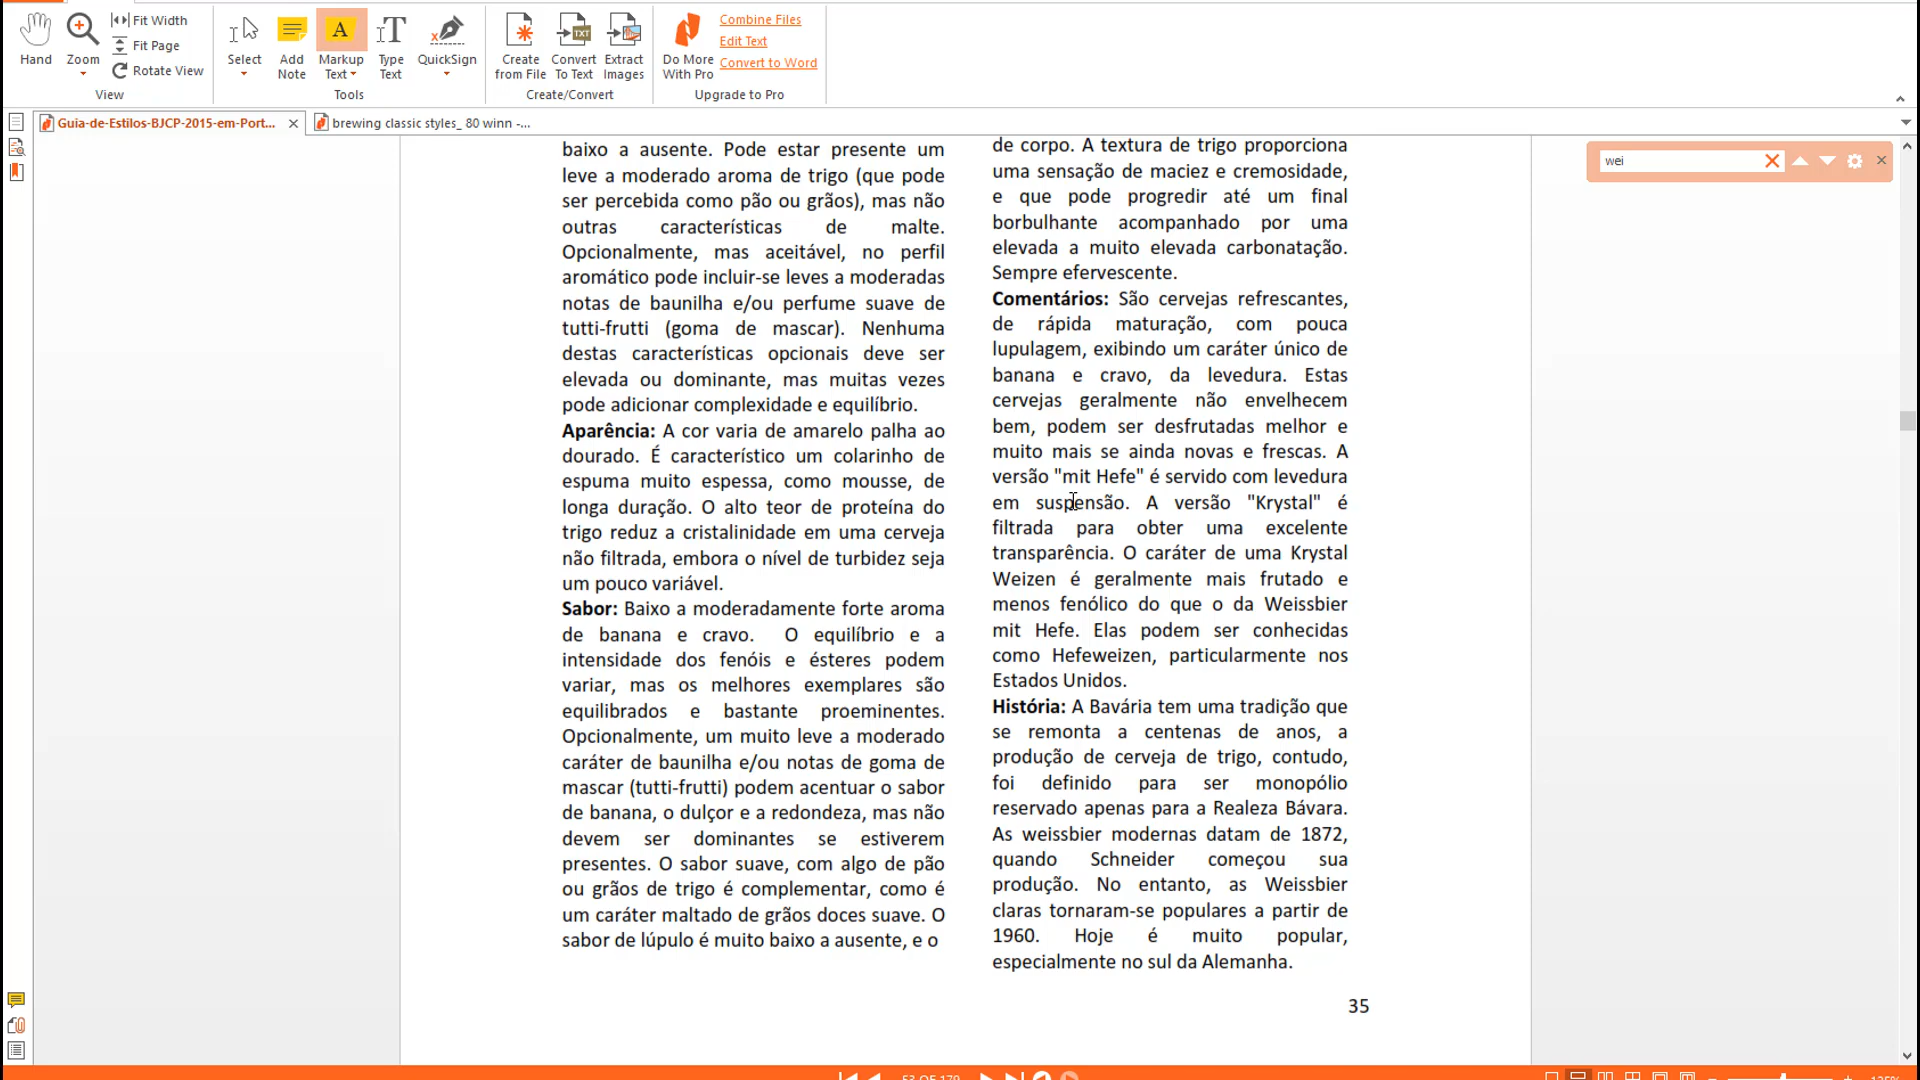 Hand
Zoom
Fit Width
Fit Page
Rotate View
View
Select
Add
Note
Markup
Text
Type
Text
QuickSign
Tools
Create
from File
Convert
To Text
Extract
Images
Create/Convert
Do More
With Pro
Combine Files
Edit Text
Convert to Word
Upgrade to Pro
Guia-de-Estilos-BJCP-2015-em-Port...
brewing classic styles_ 80 winn -...
wei
baixo a ausente. Pode estar presente um
leve a moderado aroma de trigo (que pode
ser percebida como pão ou grãos), mas não
outras características de malte.
Opcionalmente, mas aceitável, no perfil
aromático pode incluir-se leves a moderadas
notas de baunilha e/ou perfume suave de
tutti-frutti (goma de mascar). Nenhuma
destas características opcionais deve ser
elevada ou dominante, mas muitas vezes
pode adicionar complexidade e equilíbrio.
Aparência: A cor varia de amarelo palha ao
dourado. É característico um colarinho de
espuma muito espessa, como mousse, de
longa duração. O alto teor de proteína do
trigo reduz a cristalinidade em uma cerveja
não filtrada, embora o nível de turbidez seja
um pouco variável.
Sabor: Baixo a moderadamente forte aroma
de banana e cravo. O equilíbrio e a
intensidade dos fenóis e ésteres podem
variar, mas os melhores exemplares são
equilibrados e bastante proeminentes.
Opcionalmente, um muito leve a moderado
caráter de baunilha e/ou notas de goma de
mascar (tutti-frutti) podem acentuar o sabor
de banana, o dulçor e a redondeza, mas não
devem ser dominantes se estiverem
presentes. O sabor suave, com algo de pão
ou grãos de trigo é complementar, como é
um caráter maltado de grãos doces suave. O
sabor de lúpulo é muito baixo a ausente, e o
de corpo. A textura de trigo proporciona
uma sensação de maciez e cremosidade,
e que pode progredir até um final
borbulhante acompanhado por uma
elevada a muito elevada carbonatação.
Sempre efervescente.
Comentários: São cervejas refrescantes,
de rápida maturação, com pouca
lupulagem, exibindo um caráter único de
banana e cravo, da levedura. Estas
cervejas geralmente não envelhecem
bem, podem ser desfrutadas melhor e
muito mais se ainda novas e frescas. A
versão "mit Hefe" é servido com levedura
em suspensão. A versão "Krystal" é
filtrada para obter uma excelente
transparência. O caráter de uma Krystal
Weizen é geralmente mais frutado e
menos fenólico do que o da Weissbier
mit Hefe. Elas podem ser conhecidas
como Hefeweizen, particularmente nos
Estados Unidos.
História: A Bavária tem uma tradição que
se remonta a centenas de anos, a
produção de cerveja de trigo, contudo,
foi definido para ser monopólio
reservado apenas para a Realeza Bávara.
As weissbier modernas datam de 1872,
quando Schneider começou sua
produção. No entanto, as Weissbier
claras tornaram-se populares a partir de
1960. Hoje é muito popular,
especialmente no sul da Alemanha.
35
53 OF 179